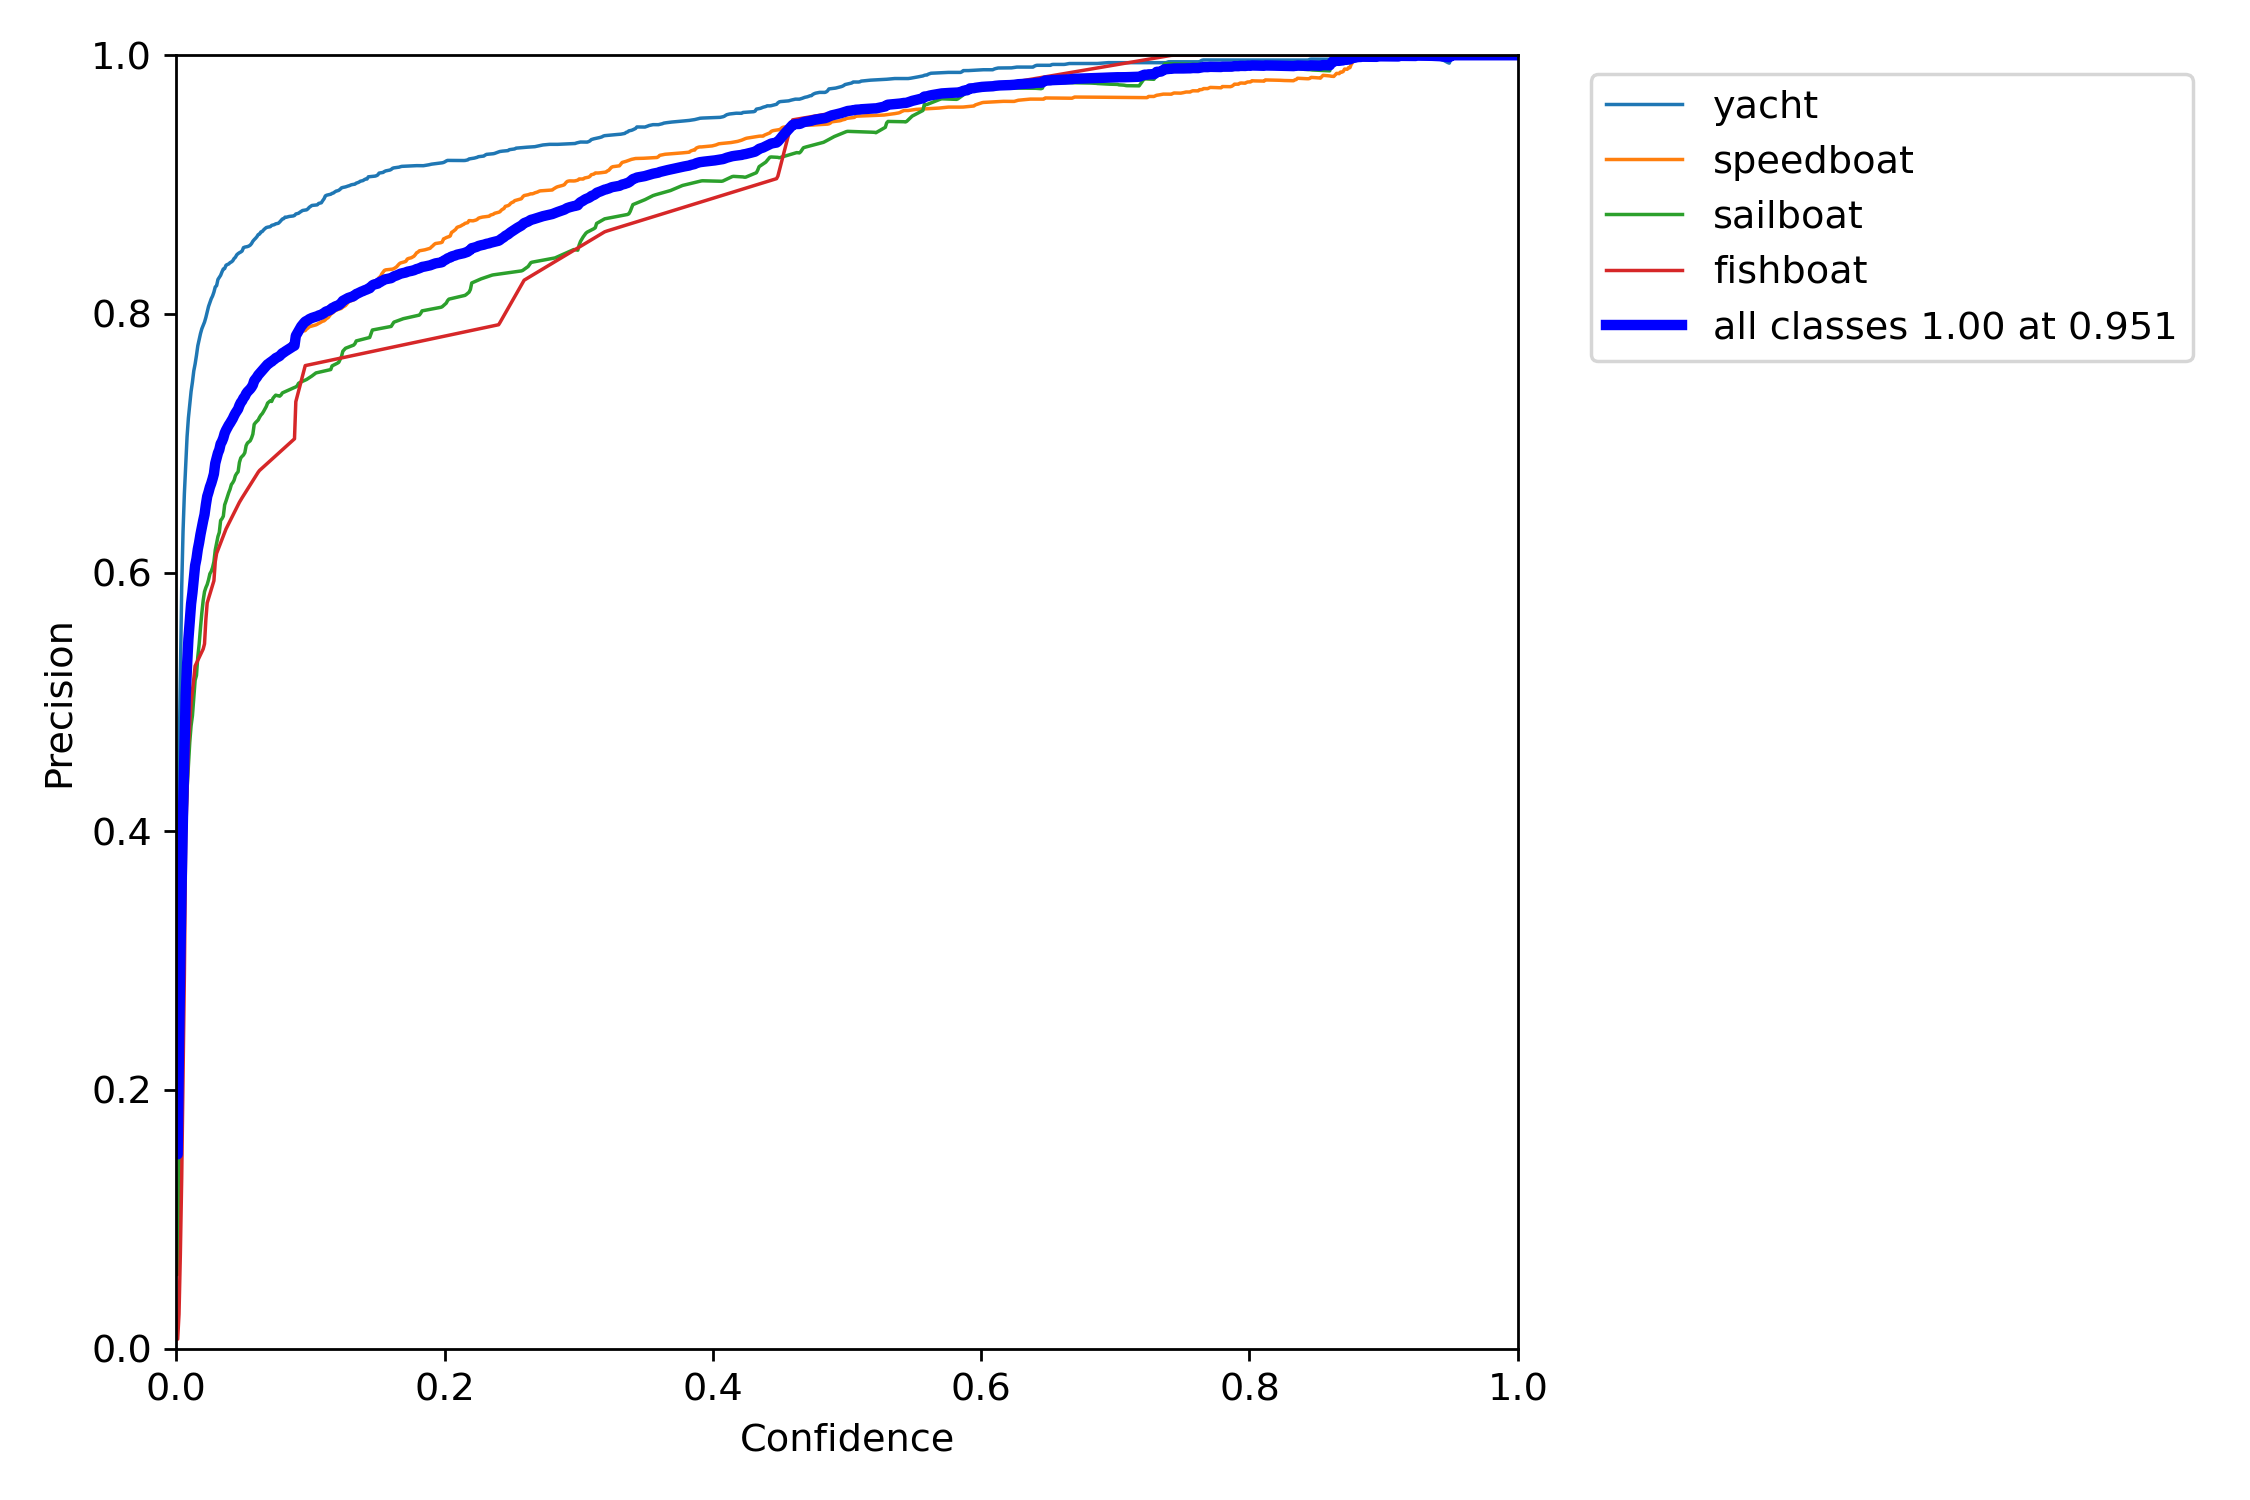 1.0
0.8
0.6
0.4
0.2
0.0
Precision
0.0 0.2 0.4 0.6 0.8 1.0
Confidence
yacht
speedboat
sailboat
fishboat
all classes 1.00 at 0.951